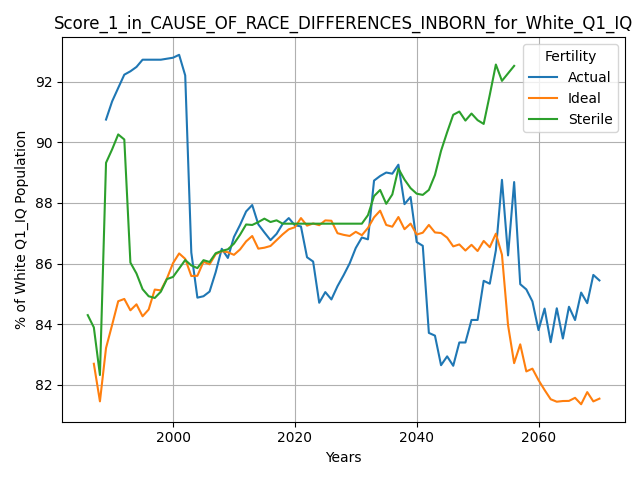 Score_1_in_CAUSE_OF_RACE_DIFFERENCES_INBORN_for_White_Q1_IQ
% of White Q1_IQ Population
92
90
88
86
84
82
Fertility
Actual
Ideal
Sterile
2000 2020 2040 2060
Years